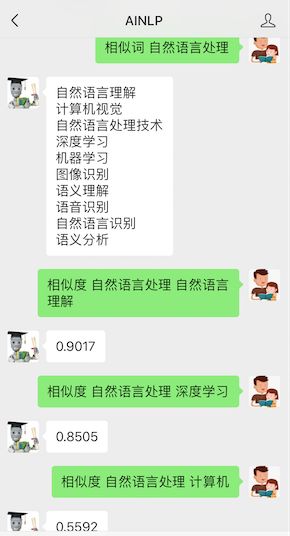 AINLP
相似词 自然语言处理
自然语言理解
计算机视觉
自然语言处理技术
深度学习
机器学习
图像识别
语义理解
语音识别
自然语言识别
语义分析
相似度 自然语言处理 自然语言
理解
0.9017
相似度 自然语言处理 深度学习
0.8505
相似度 自然语言处理 计算机
0.5592